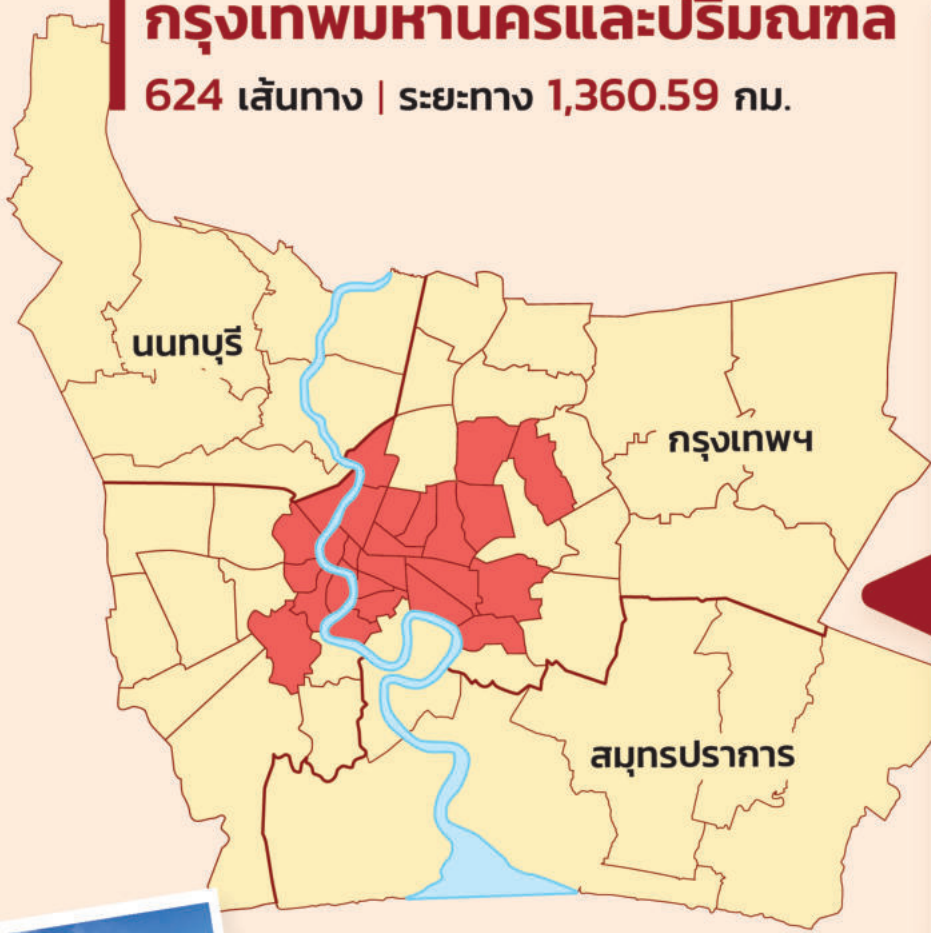 กรุงเทพมหานครและปริมณฑล
624 เส้นทาง | ระยะทาง 1,360.59 กม.
นนทบุรี
กรุงเทพฯ
สมุทรปราการ